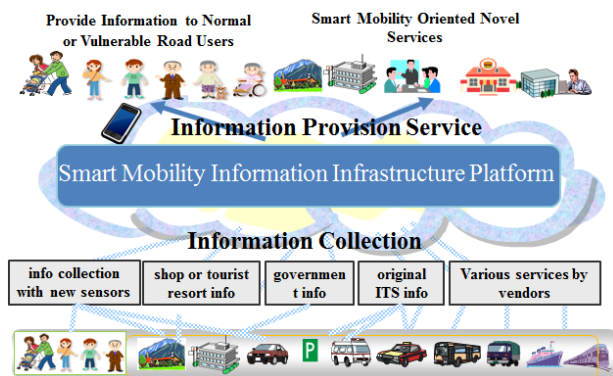 Provide Information to Normal
or Vulnerable Road Users
Smart Mobility Oriented Novel
Services
Information Provision Service
Smart Mobility Information Infrastructure Platform
Information Collection
info collection
with new sensors
shop or tourist
resort info
governmen
t info
original
ITS info
Various services by
vendors
P